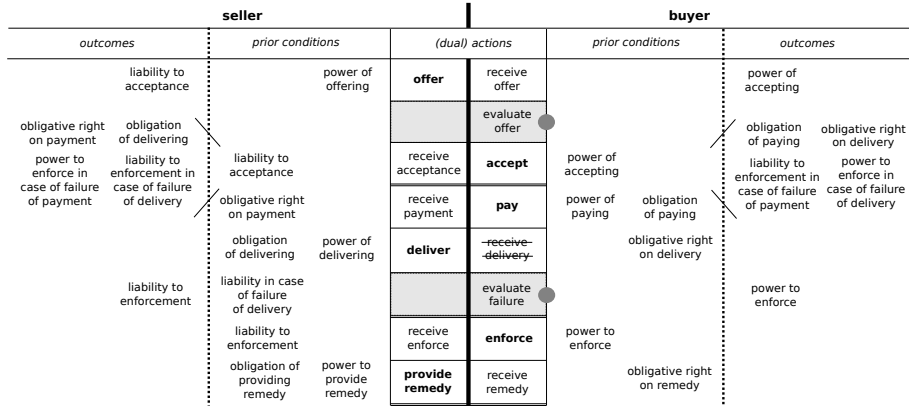 seller
buyer
outcomes
prior conditions
(dual) actions
prior conditions
outcomes
liability to
acceptance
power of
offering
offer
receive
offer
power of
accepting
evaluate
offer
obligative right
on payment
obligation
of delivering
obligation
of paying
obligative right
on delivery
power to
enforce in
case of failure
of payment
liability to
enforcement in
case of failure
of delivery
liability to
acceptance
receive
acceptance
accept
power of
accepting
liability to
enforcement in
case of failure
of payment
power to
enforce in
case of failure
of delivery
obligative right
on payment
receive
payment
pay
power of
paying
obligation
of paying
obligation
of delivering
power of
delivering
deliver
receive
delivery
obligative right
on delivery
liability to
enforcement
liability in case
of failure
of delivery
evaluate
failure
power to
enforce
liability to
enforcement
receive
enforce
enforce
power to
enforce
obligation of
providing
remedy
power to
provide
remedy
provide
remedy
receive
remedy
obligative right
on remedy